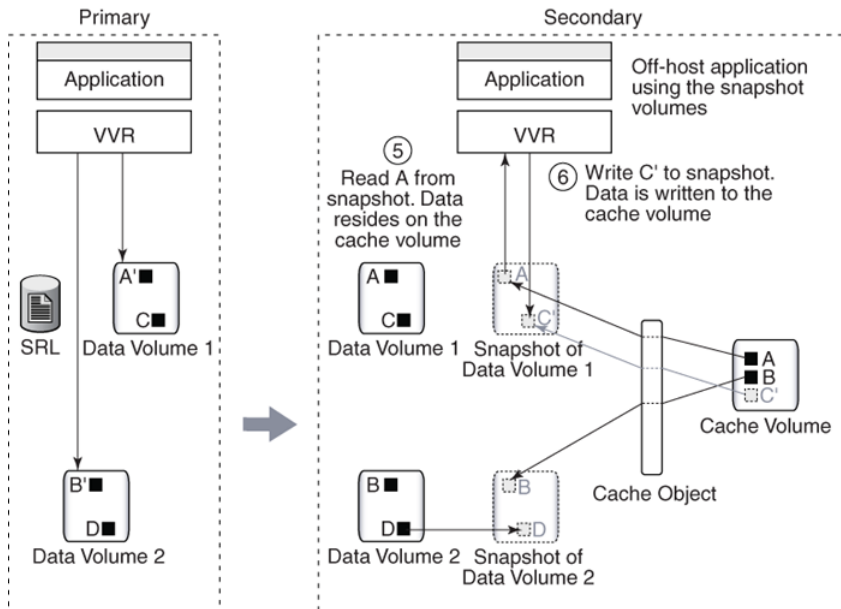 Primary
Secondary
Application
VVR
A'
C
SRL
Data Volume 1
B'
D
Data Volume 2
Application
Off-host application
using the snapshot
volumes
VVR
5
Read A from
snapshot. Data
resides on the
cache volume
6
Write C' to snapshot.
Data is written to the
cache volume
A
C
Data Volume 1
A
C'
Snapshot of
Data Volume 1
A
B
C'
Cache Volume
Cache Object
B
D
Data Volume 2
B
D
Snapshot of
Data Volume 2